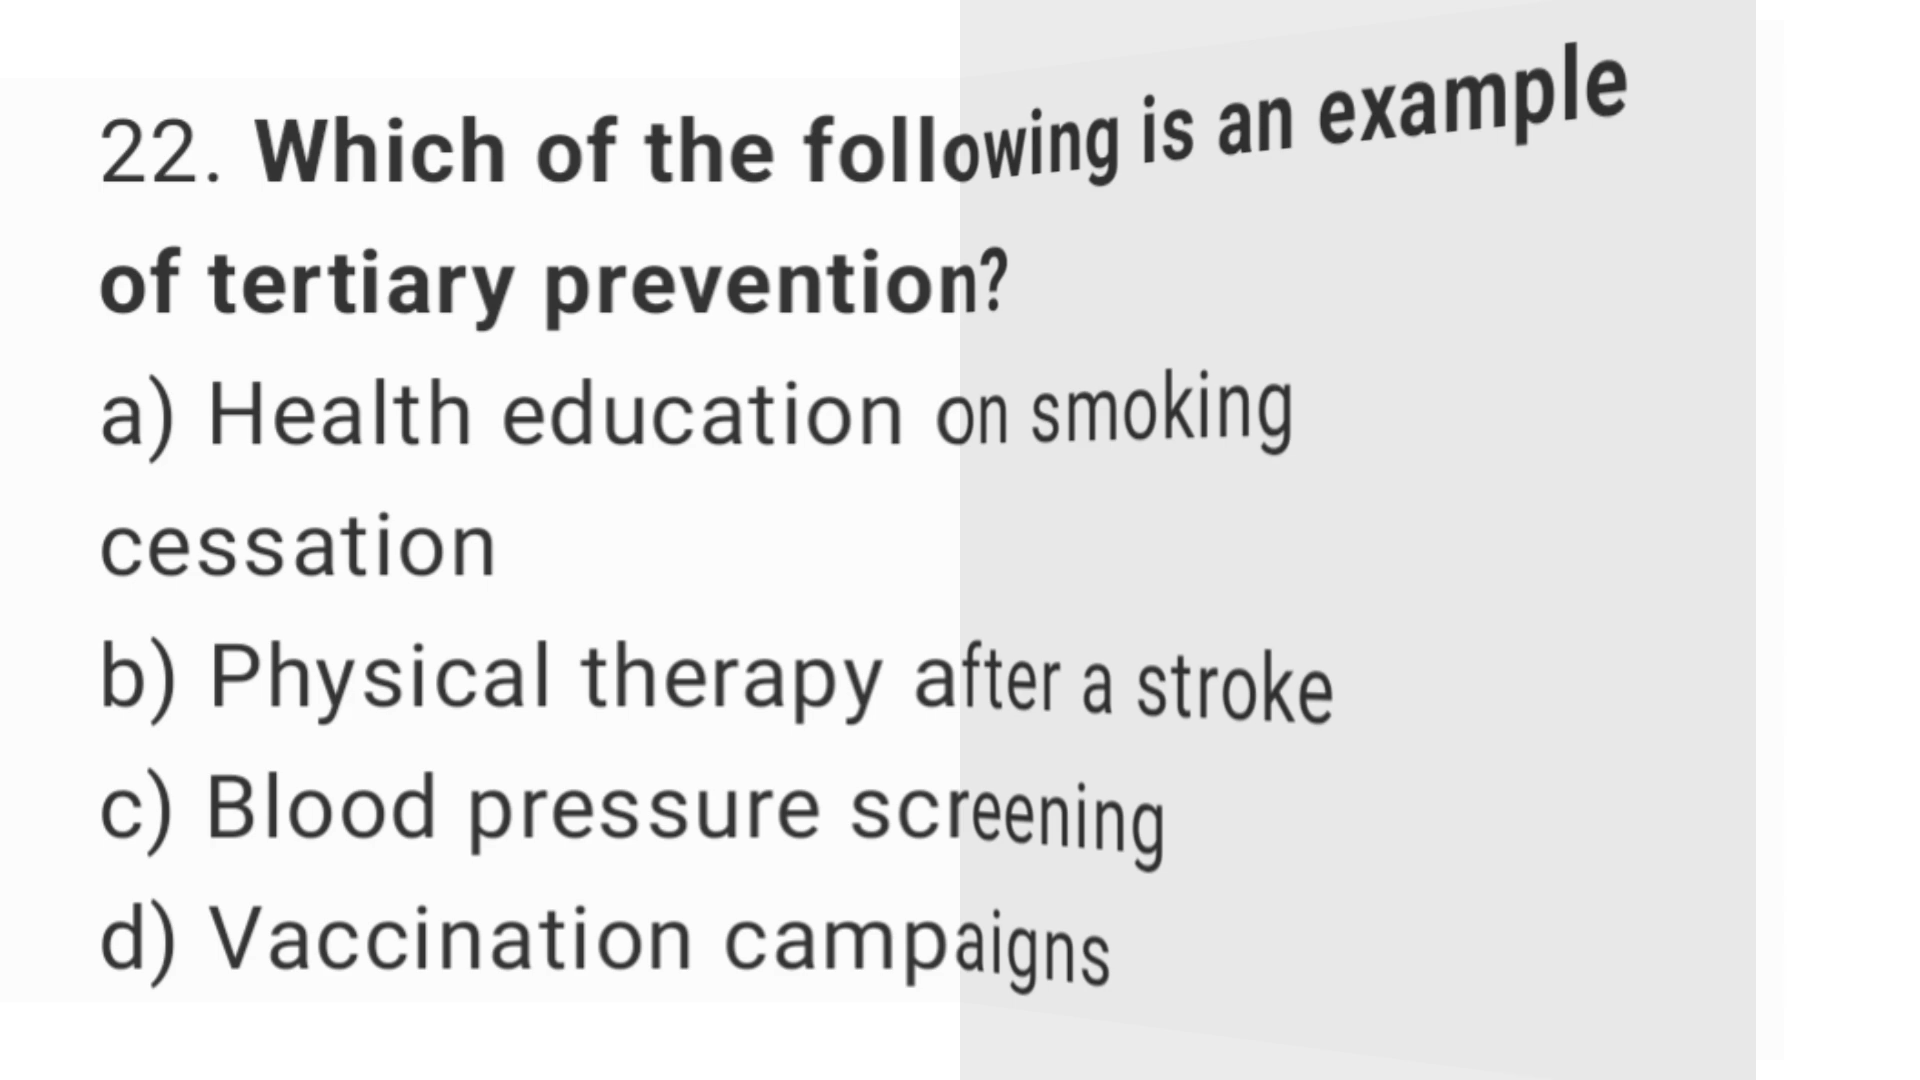 22. Which of the following is an example
of tertiary prevention?
a) Health education on smoking
cessation
b) Physical therapy after a stroke
c) Blood pressure screening
d) Vaccination campaigns